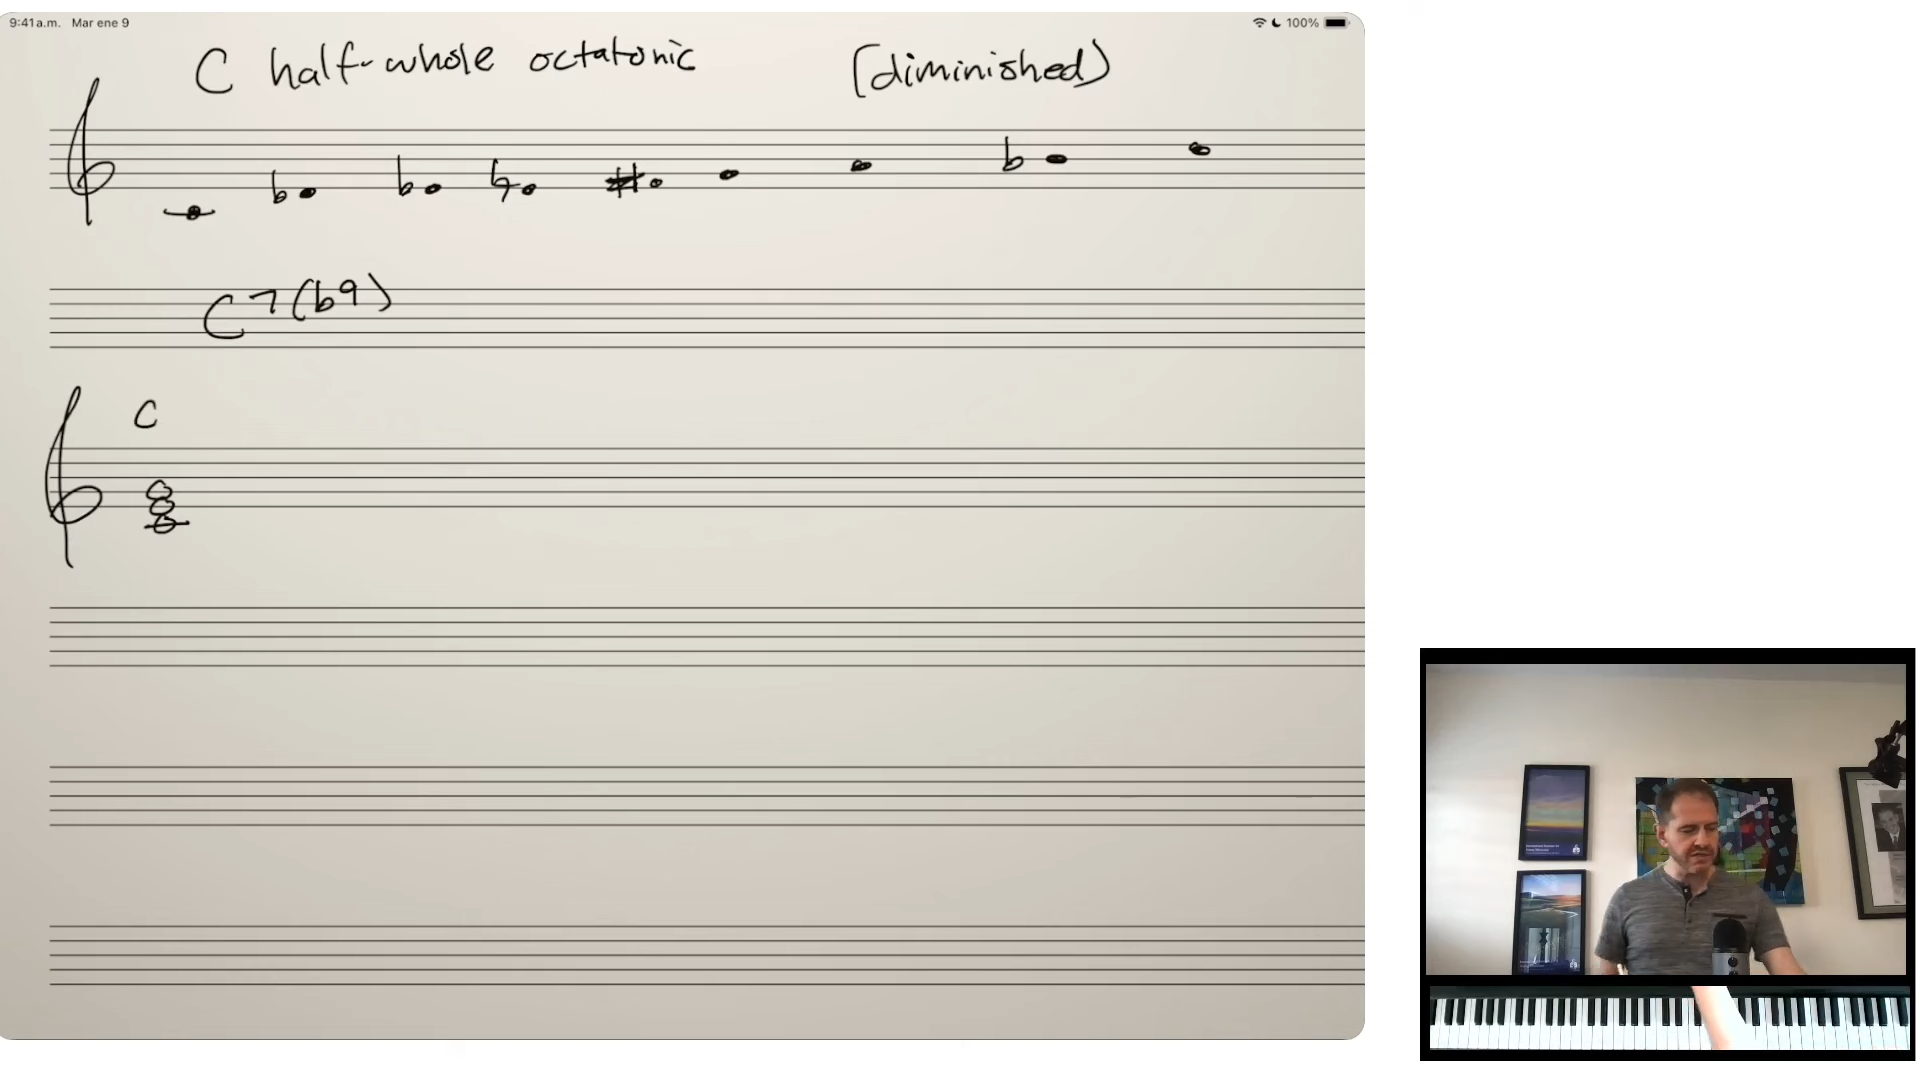 9:41 a.m. Mar ene 9 100%
C half-whole octatonic (diminished)
C7(b9)
C